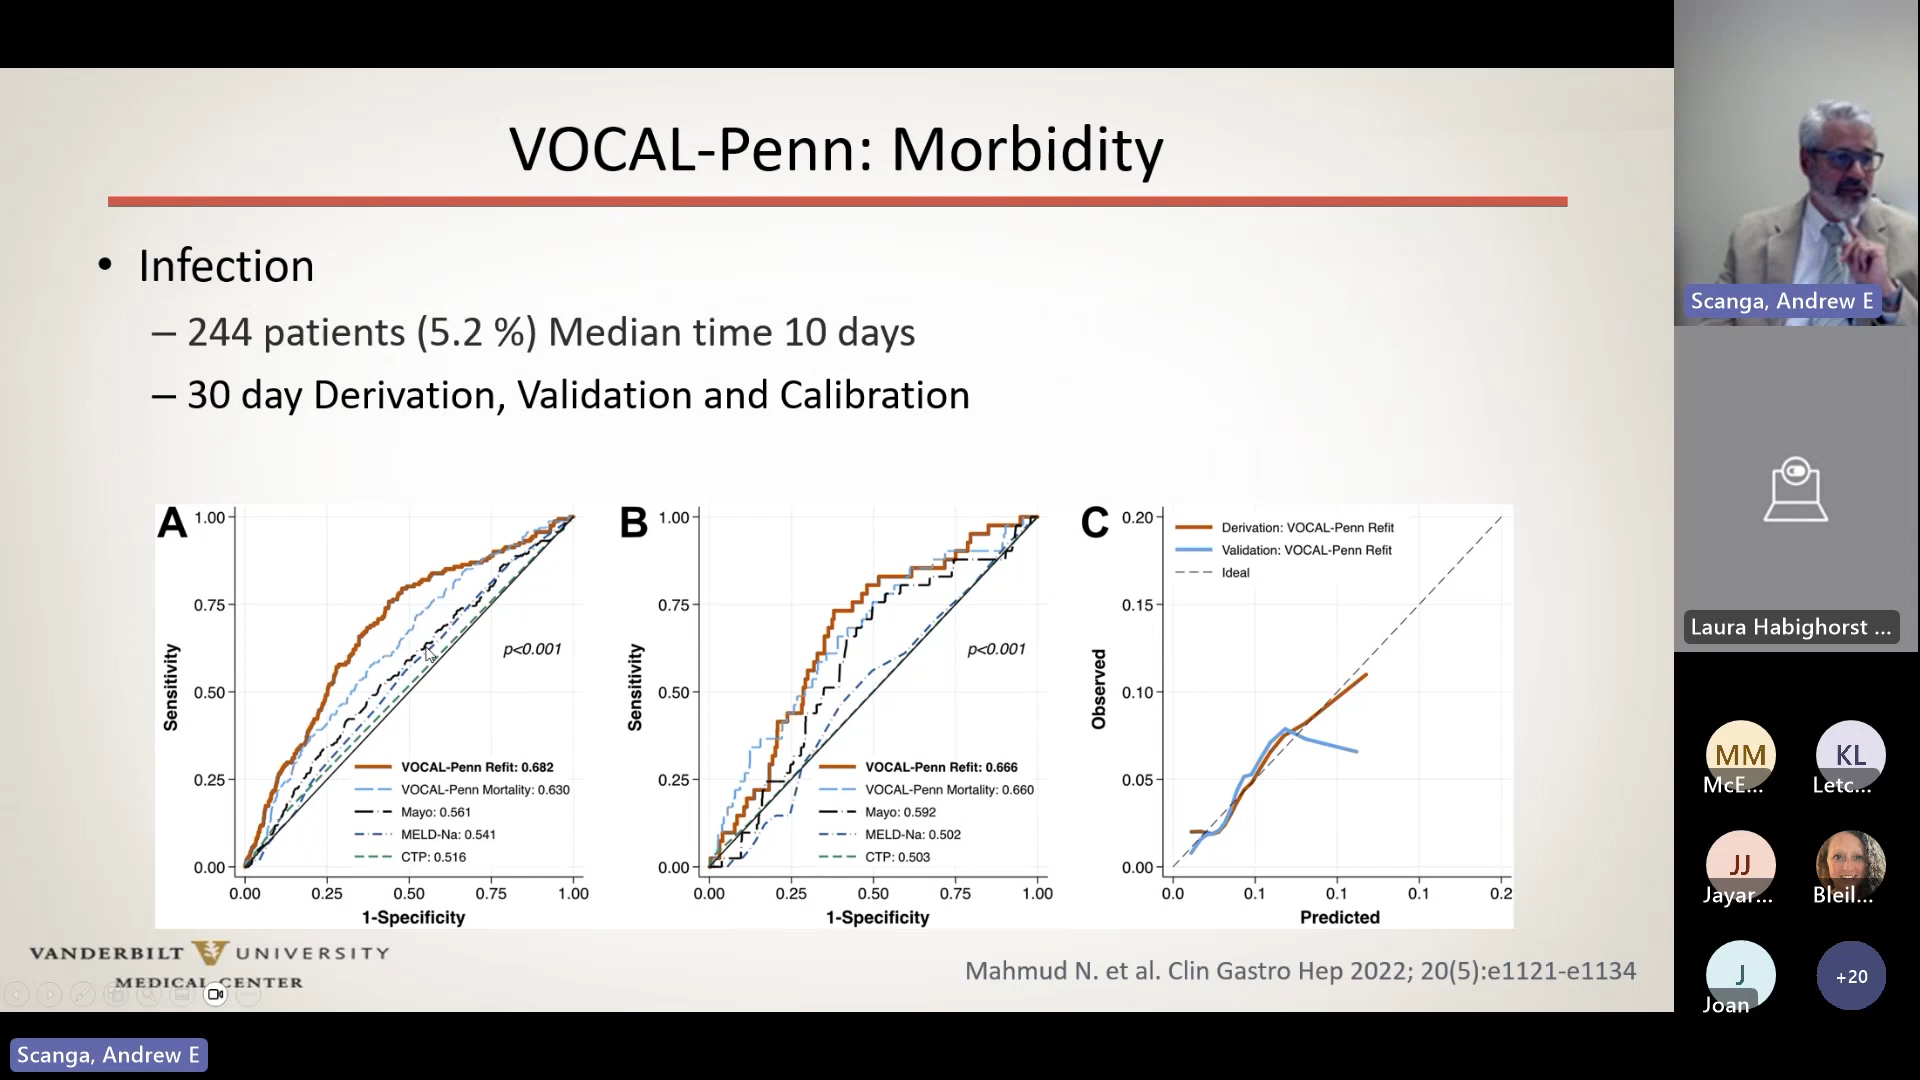 VOCAL-Penn: Morbidity
• Infection
– 244 patients (5.2 %) Median time 10 days
– 30 day Derivation, Validation and Calibration
A
1.00
0.75
0.50
0.25
0.00
Sensitivity
p<0.001
VOCAL-Penn Refit: 0.682
VOCAL-Penn Mortality: 0.630
Mayo: 0.561
MELD-Na: 0.541
CTP: 0.516
0.00 0.25 0.50 0.75 1.00
1-Specificity
B
1.00
0.75
0.50
0.25
0.00
Sensitivity
p<0.001
VOCAL-Penn Refit: 0.666
VOCAL-Penn Mortality: 0.660
Mayo: 0.592
MELD-Na: 0.502
CTP: 0.503
0.00 0.25 0.50 0.75 1.00
1-Specificity
C
0.20
0.15
0.10
0.05
0.00
Observed
Derivation: VOCAL-Penn Refit
Validation: VOCAL-Penn Refit
Ideal
0.0 0.1 0.1 0.1 0.2
Predicted
VANDERBILT UNIVERSITY
MEDICAL CENTER
Mahmud N. et al. Clin Gastro Hep 2022; 20(5):e1121-e1134
Scanga, Andrew E
Scanga, Andrew E
Laura Habighorst ...
MM
McE...
KL
Letc...
JJ
Jayar...
Bleil...
J
Joan
+20